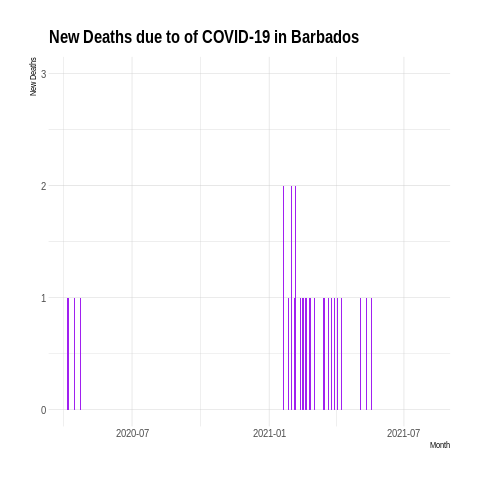 New Deaths due to of COVID-19 in Barbados
New Deaths
3
2
1
0
2020-07 2021-01 2021-07
Month